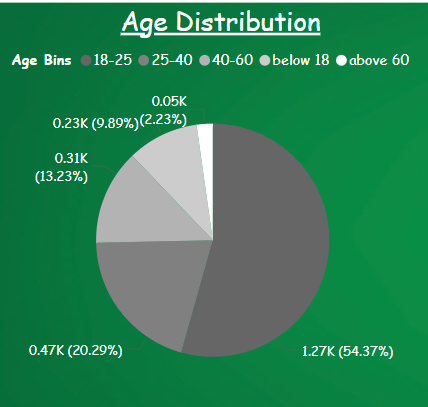 Age Distribution
Age Bins 18-25 25-40 40-60 below 18 above 60
0.05K
(2.23%)
0.23K (9.89%)
0.31K
(13.23%)
0.47K (20.29%)
1.27K (54.37%)